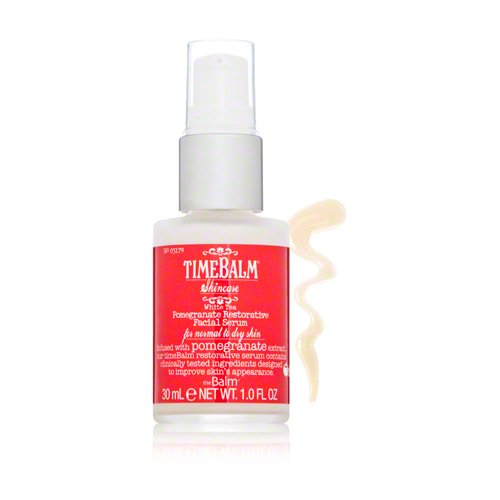 Nº 03179
TIMEBALM®
Skincare
White Tea
Pomegranate Restorative
Facial Serum
for normal to dry skin
Infused with pomegranate extract,
our timeBalm restorative serum contains
clinically tested ingredients designed
to improve skin's appearance.
theBalm®
30 mL ℮ NET WT. 1.0 FL OZ